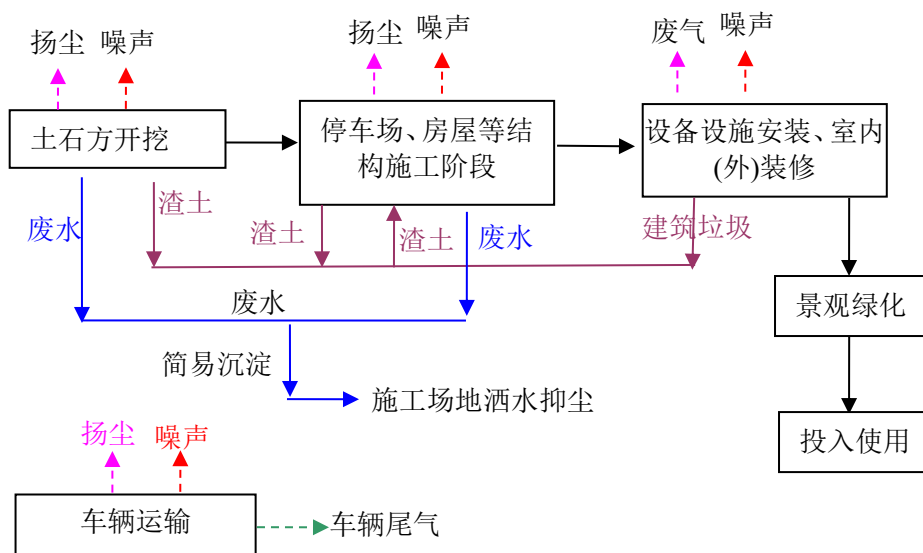 扬尘 噪声
扬尘 噪声
废气 噪声
土石方开挖
停车场、房屋等结
构施工阶段
设备设施安装、室内
(外)装修
废水
渣土
渣土
渣土
废水
建筑垃圾
废水
景观绿化
简易沉淀
施工场地洒水抑尘
投入使用
扬尘 噪声
车辆运输
车辆尾气